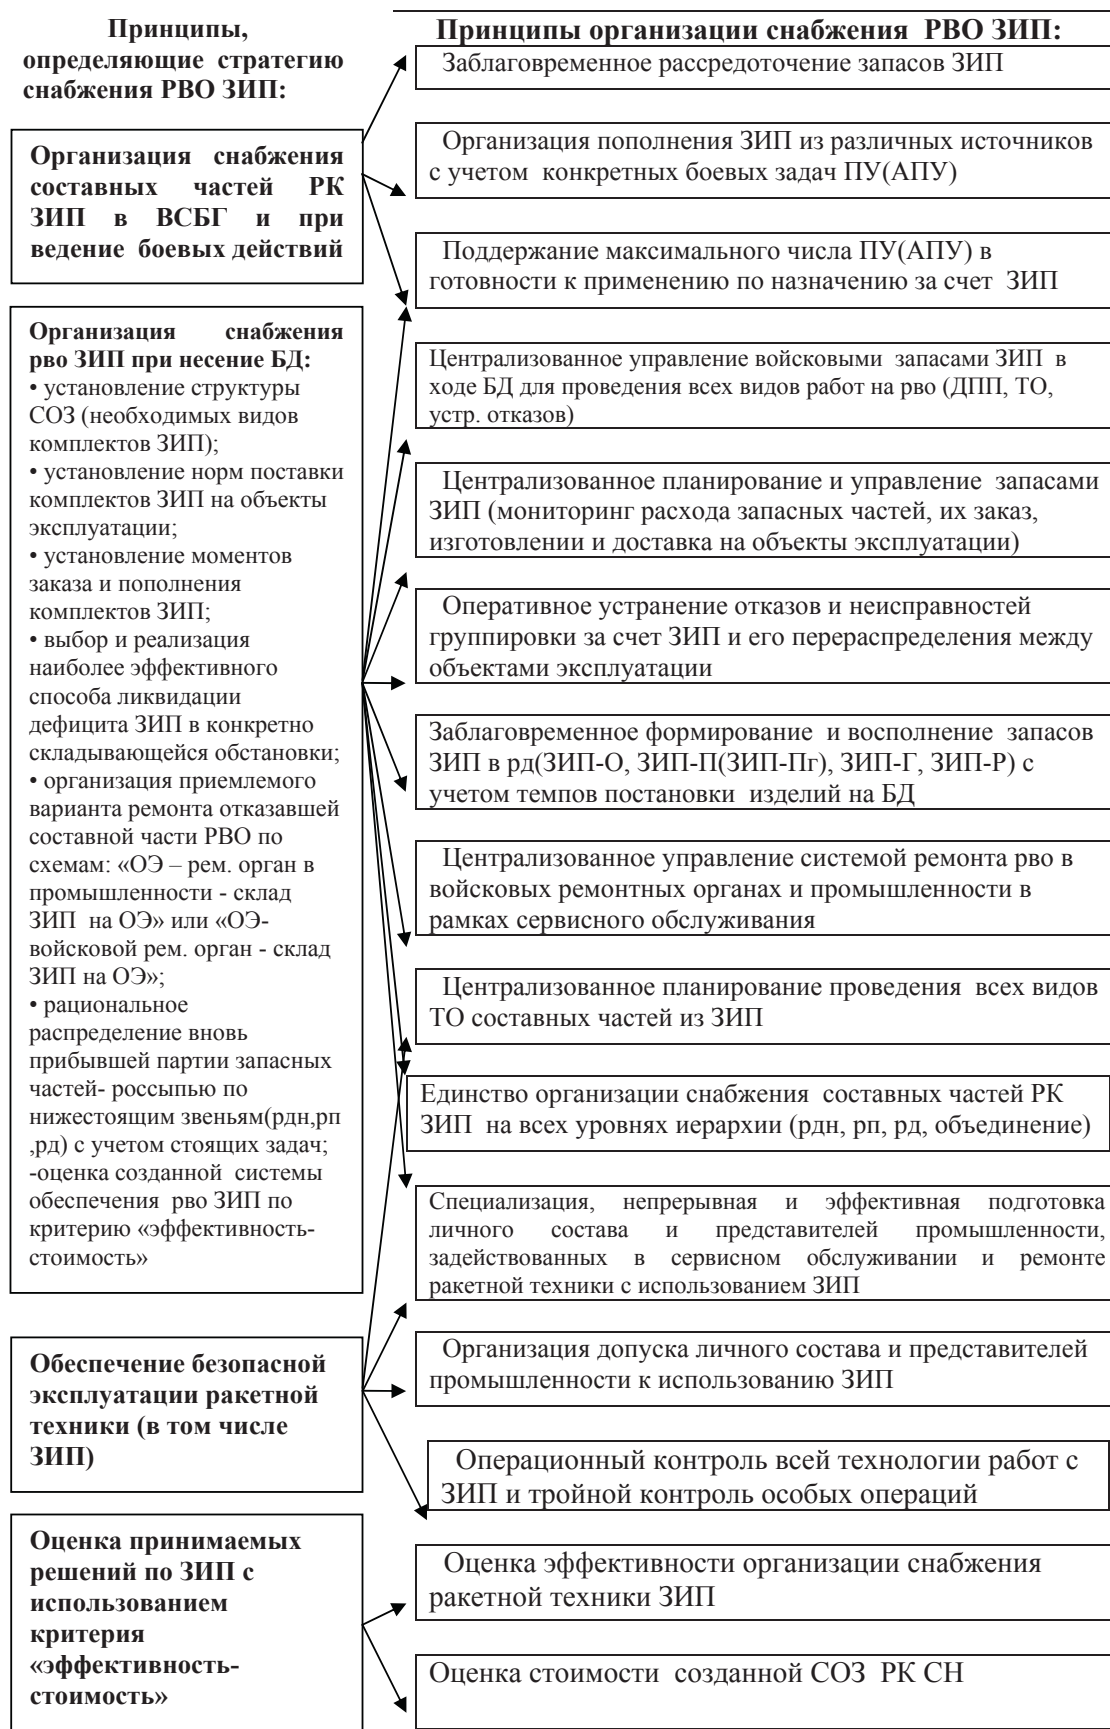 Принципы,
определяющие стратегию
снабжения РВО ЗИП:
Организация снабжения
составных частей РК
ЗИП в ВСБГ и при
ведение боевых действий
Организация снабжения
рво ЗИП при несение БД:
• установление структуры
СОЗ (необходимых видов
комплектов ЗИП);
• установление норм поставки
комплектов ЗИП на объекты
эксплуатации;
• установление моментов
заказа и пополнения
комплектов ЗИП;
• выбор и реализация
наиболее эффективного
способа ликвидации
дефицита ЗИП в конкретно
складывающейся обстановки;
• организация приемлемого
варианта ремонта отказавшей
составной части РВО по
схемам: «ОЭ – рем. орган в
промышленности - склад
ЗИП на ОЭ» или «ОЭ-
войсковой рем. орган - склад
ЗИП на ОЭ»;
• рациональное
распределение вновь
прибывшей партии запасных
частей- россыпью по
нижестоящим звеньям(рдн,рп
,рд) с учетом стоящих задач;
-оценка созданной системы
обеспечения рво ЗИП по
критерию «эффективность-
стоимость»
Обеспечение безопасной
эксплуатации ракетной
техники (в том числе
ЗИП)
Оценка принимаемых
решений по ЗИП с
использованием
критерия
«эффективность-
стоимость»
Принципы организации снабжения РВО ЗИП:
Заблаговременное рассредоточение запасов ЗИП
Организация пополнения ЗИП из различных источников
с учетом конкретных боевых задач ПУ(АПУ)
Поддержание максимального числа ПУ(АПУ) в
готовности к применению по назначению за счет ЗИП
Централизованное управление войсковыми запасами ЗИП в
ходе БД для проведения всех видов работ на рво (ДПП, ТО,
устр. отказов)
Централизованное планирование и управление запасами
ЗИП (мониторинг расхода запасных частей, их заказ,
изготовлении и доставка на объекты эксплуатации)
Оперативное устранение отказов и неисправностей
группировки за счет ЗИП и его перераспределения между
объектами эксплуатации
Заблаговременное формирование и восполнение запасов
ЗИП в рд(ЗИП-О, ЗИП-П(ЗИП-Пг), ЗИП-Г, ЗИП-Р) с
учетом темпов постановки изделий на БД
Централизованное управление системой ремонта рво в
войсковых ремонтных органах и промышленности в
рамках сервисного обслуживания
Централизованное планирование проведения всех видов
ТО составных частей из ЗИП
Единство организации снабжения составных частей РК
ЗИП на всех уровнях иерархии (рдн, рп, рд, объединение)
Специализация, непрерывная и эффективная подготовка
личного состава и представителей промышленности,
задействованных в сервисном обслуживании и ремонте
ракетной техники с использованием ЗИП
Организация допуска личного состава и представителей
промышленности к использованию ЗИП
Операционный контроль всей технологии работ с
ЗИП и тройной контроль особых операций
Оценка эффективности организации снабжения
ракетной техники ЗИП
Оценка стоимости созданной СОЗ РК СН